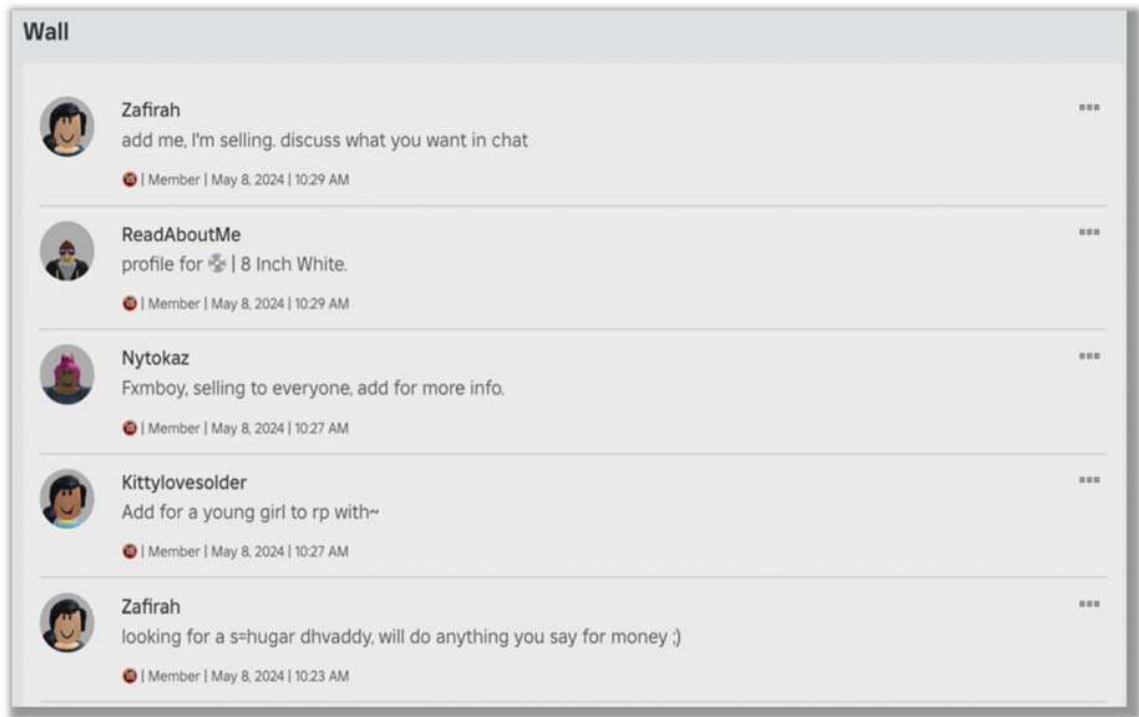 Wall
Zafirah
add me, I'm selling. discuss what you want in chat
🔞 | Member | May 8, 2024 | 10:29 AM
ReadAboutMe
profile for | 8 Inch White.
🔞 | Member | May 8, 2024 | 10:29 AM
Nytokaz
Fxmboy, selling to everyone, add for more info.
🔞 | Member | May 8, 2024 | 10:27 AM
Kittylovesolder
Add for a young girl to rp with~
🔞 | Member | May 8, 2024 | 10:27 AM
Zafirah
looking for a s=hugar dhvaddy, will do anything you say for money ;)
🔞 | Member | May 8, 2024 | 10:23 AM